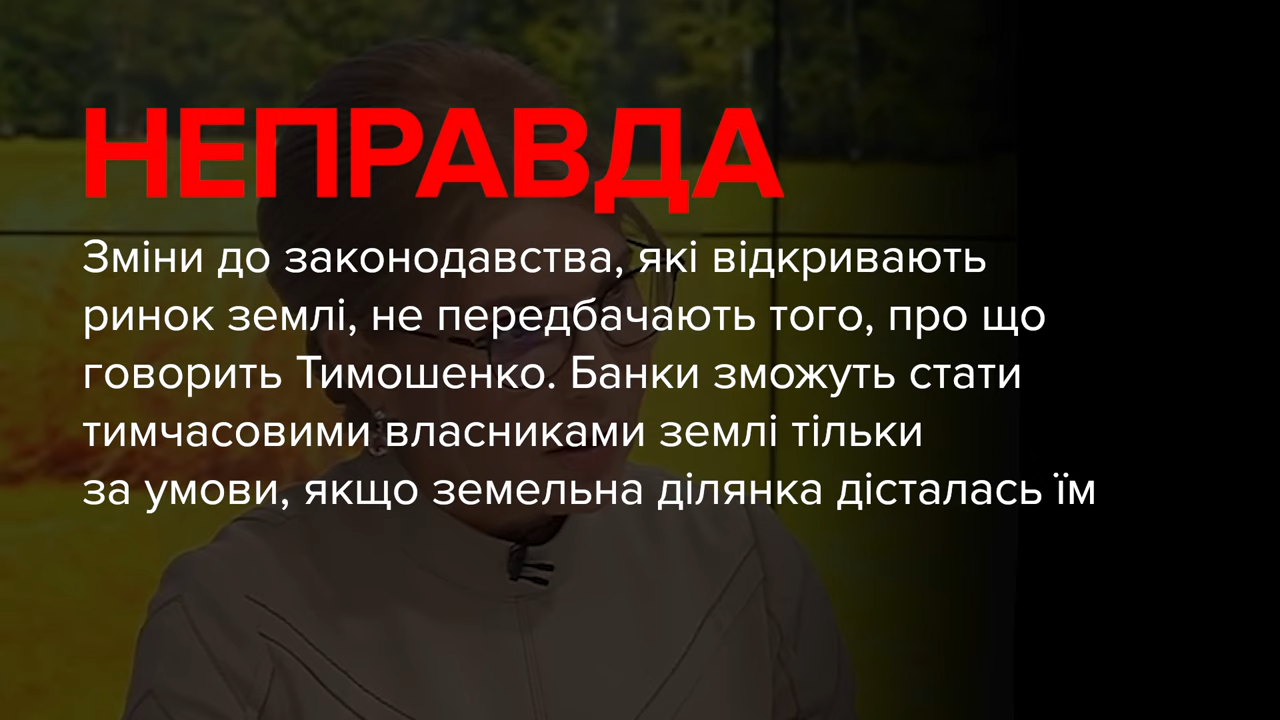 НЕПРАВДА
Зміни до законодавства, які відкривають
ринок землі, не передбачають того, про що
говорить Тимошенко. Банки зможуть стати
тимчасовими власниками землі тільки
за умови, якщо земельна ділянка дісталась їм